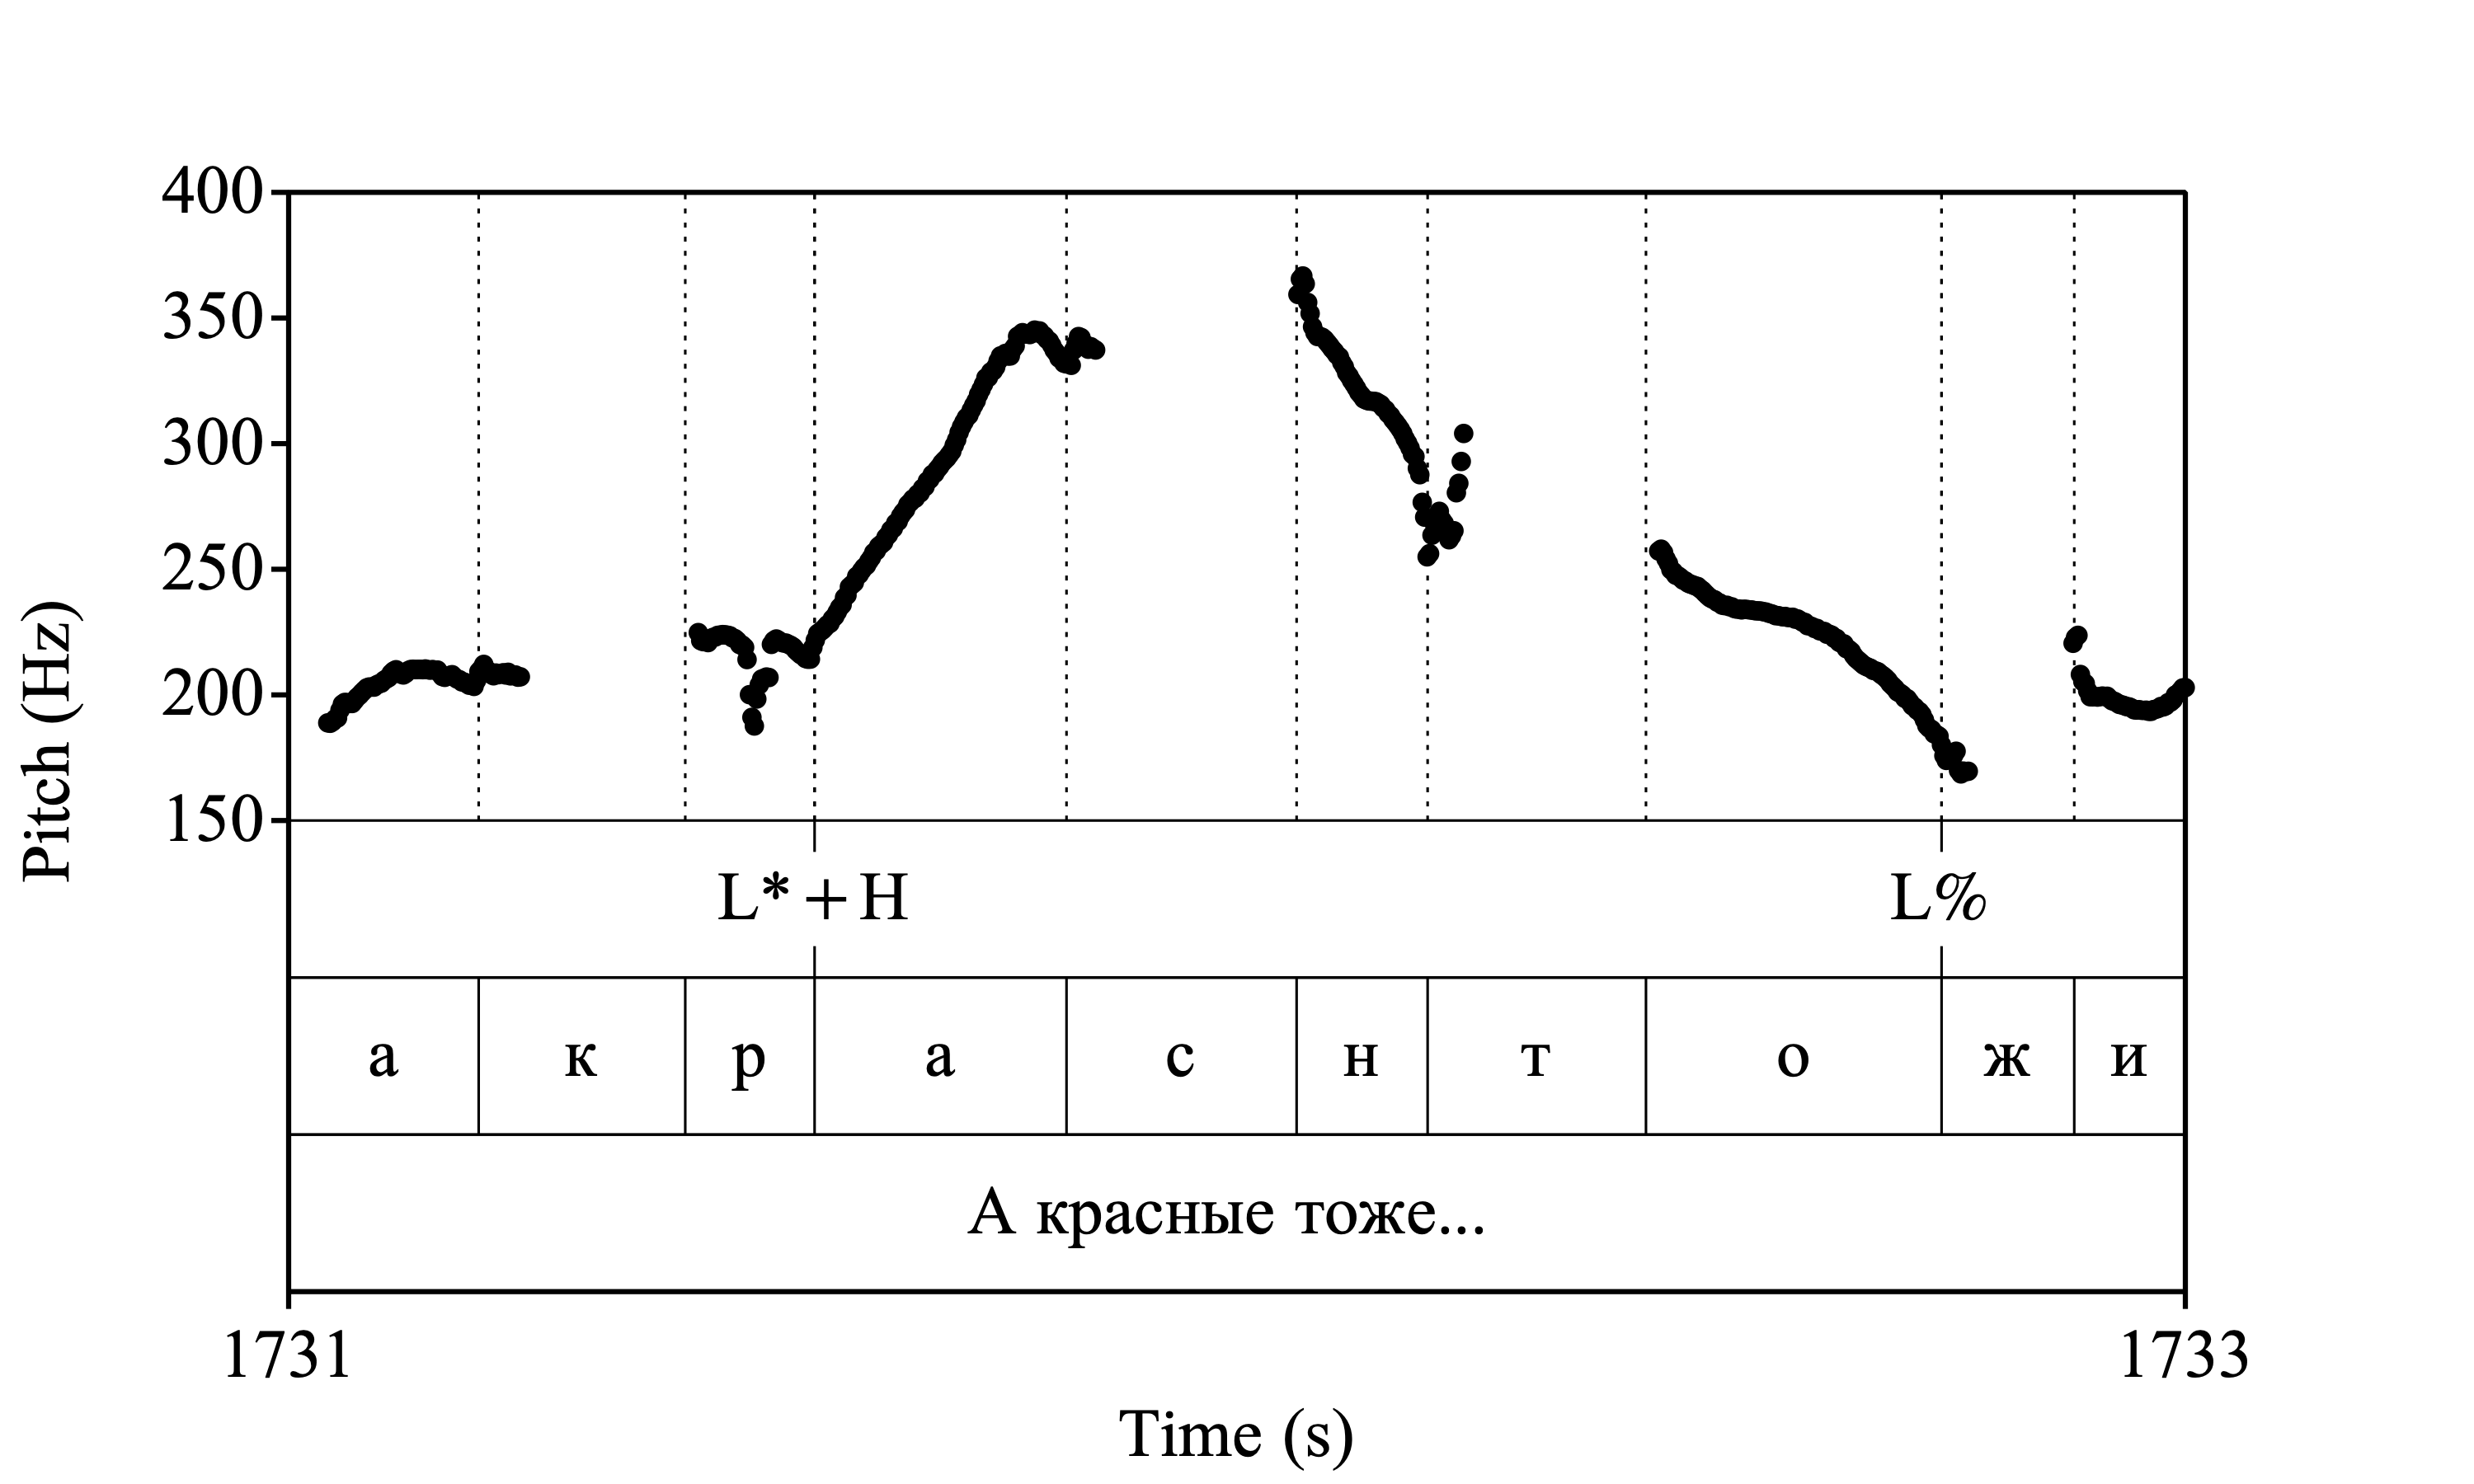 400
350
300
250
200
150
Pitch (Hz)
L*+H L%
а к р а с н т о ж и
А красные тоже...
1731 1733
Time (s)